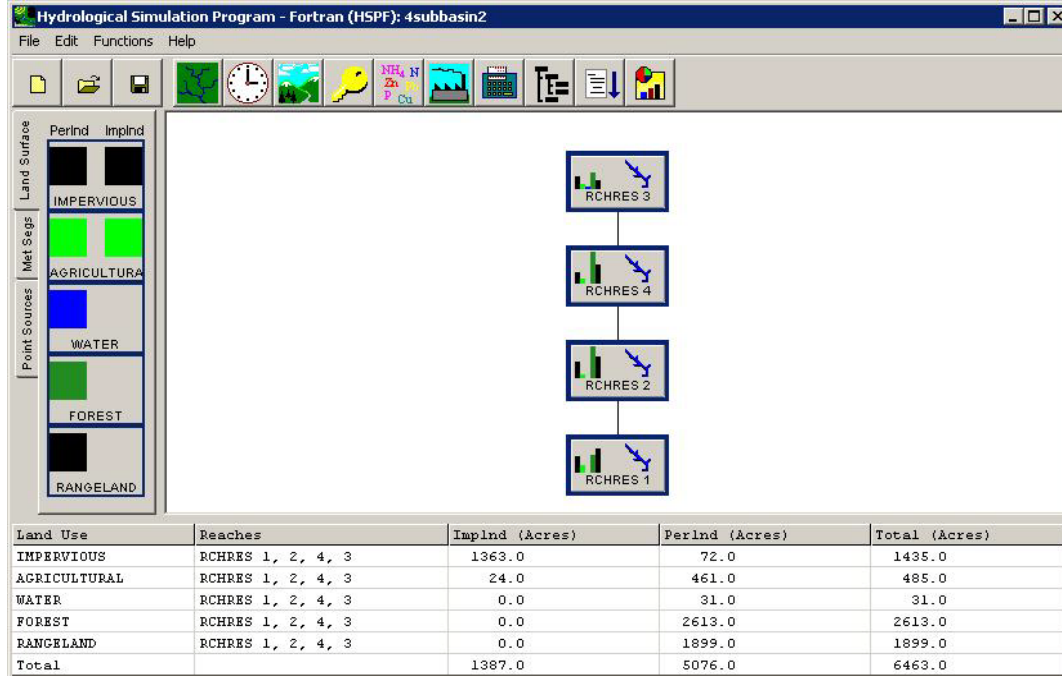 Hydrological Simulation Program - Fortran (HSPF): 4subbasin2
File Edit Functions Help
NH4 N
Zn Pb
P Cu
Land Surface
Met Segs
Point Sources
PerInd ImpInd
IMPERVIOUS
AGRICULTURA
WATER
FOREST
RANGELAND
RCHRES 3
RCHRES 4
RCHRES 2
RCHRES 1
Land Use Reaches ImpInd (Acres) PerInd (Acres) Total (Acres)
IMPERVIOUS RCHRES 1, 2, 4, 3 1363.0 72.0 1435.0
AGRICULTURAL RCHRES 1, 2, 4, 3 24.0 461.0 485.0
WATER RCHRES 1, 2, 4, 3 0.0 31.0 31.0
FOREST RCHRES 1, 2, 4, 3 0.0 2613.0 2613.0
RANGELAND RCHRES 1, 2, 4, 3 0.0 1899.0 1899.0
Total 1387.0 5076.0 6463.0